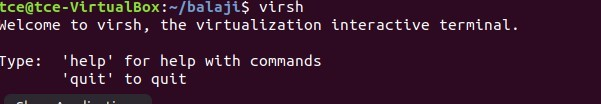 tce@tce-VirtualBox:~/balaji$ virsh
Welcome to virsh, the virtualization interactive terminal.
Type:  'help' for help with commands
       'quit' to quit